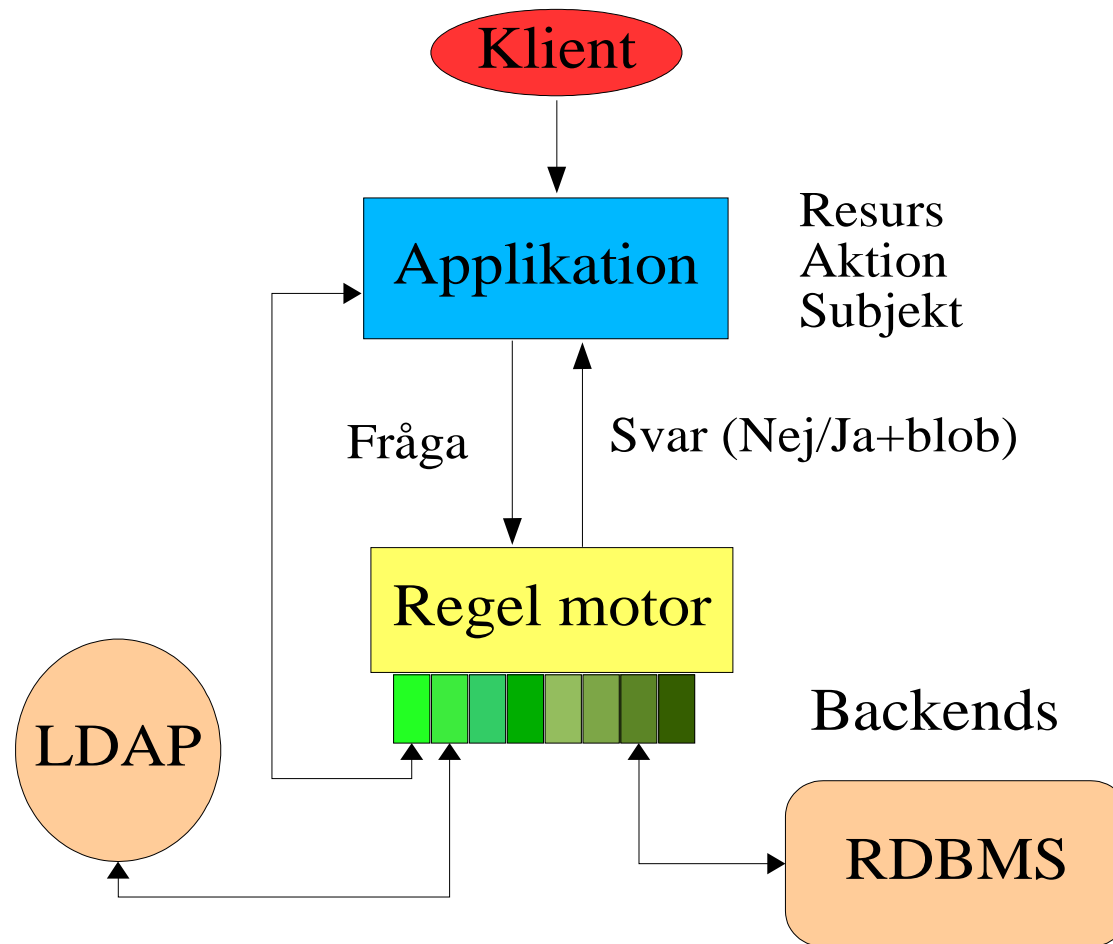 Klient
Applikation
Resurs
Aktion
Subjekt
Fråga
Svar (Nej/Ja+blob)
Regel motor
LDAP
Backends
RDBMS